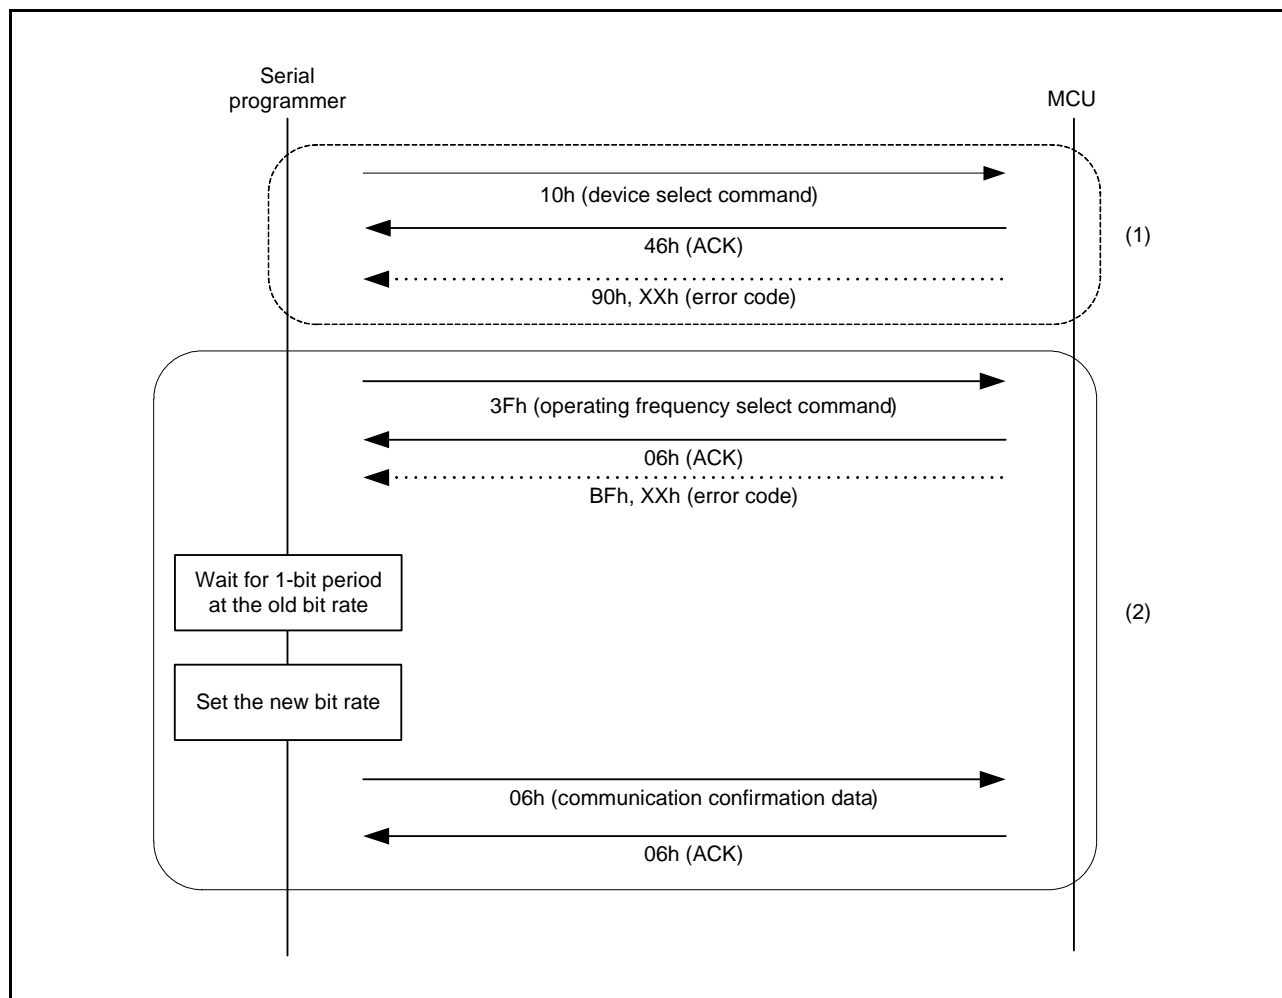 Serial
programmer
MCU
10h (device select command)
46h (ACK)
90h, XXh (error code)
(1)
3Fh (operating frequency select command)
06h (ACK)
BFh, XXh (error code)
Wait for 1-bit period
at the old bit rate
(2)
Set the new bit rate
06h (communication confirmation data)
06h (ACK)